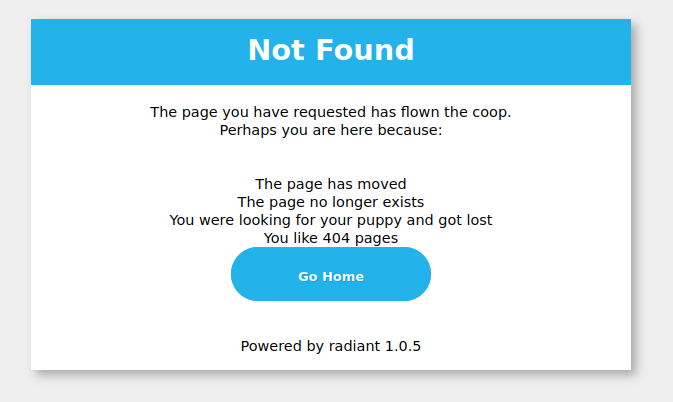 Not Found
The page you have requested has flown the coop.
Perhaps you are here because:
The page has moved
The page no longer exists
You were looking for your puppy and got lost
You like 404 pages
Go Home
Powered by radiant 1.0.5